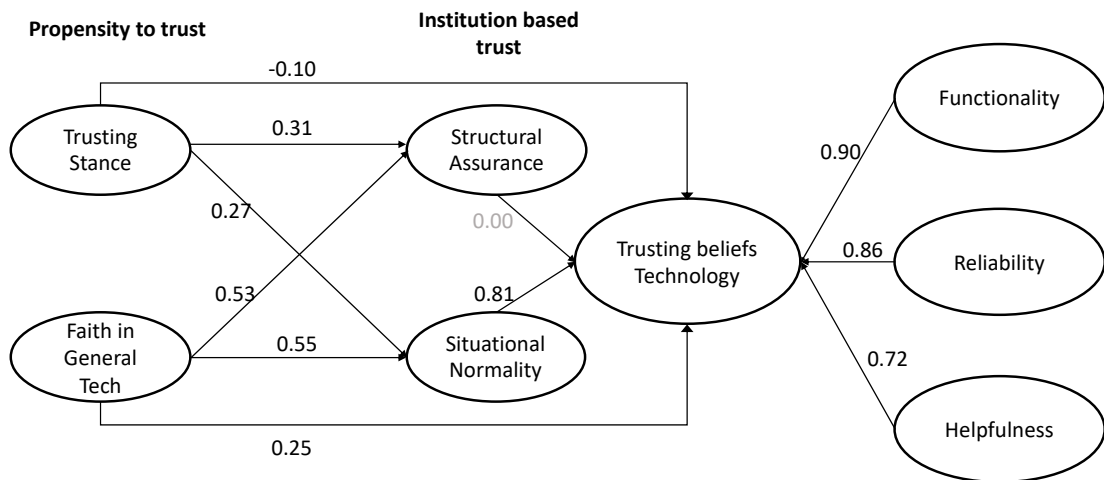 Propensity to trust
Institution based
trust
-0.10
Trusting
Stance
0.31
Structural
Assurance
Functionality
0.90
0.27
0.00
Trusting beliefs
Technology
0.86
Reliability
0.53
0.81
Faith in
General
Tech
0.55
Situational
Normality
0.72
Helpfulness
0.25